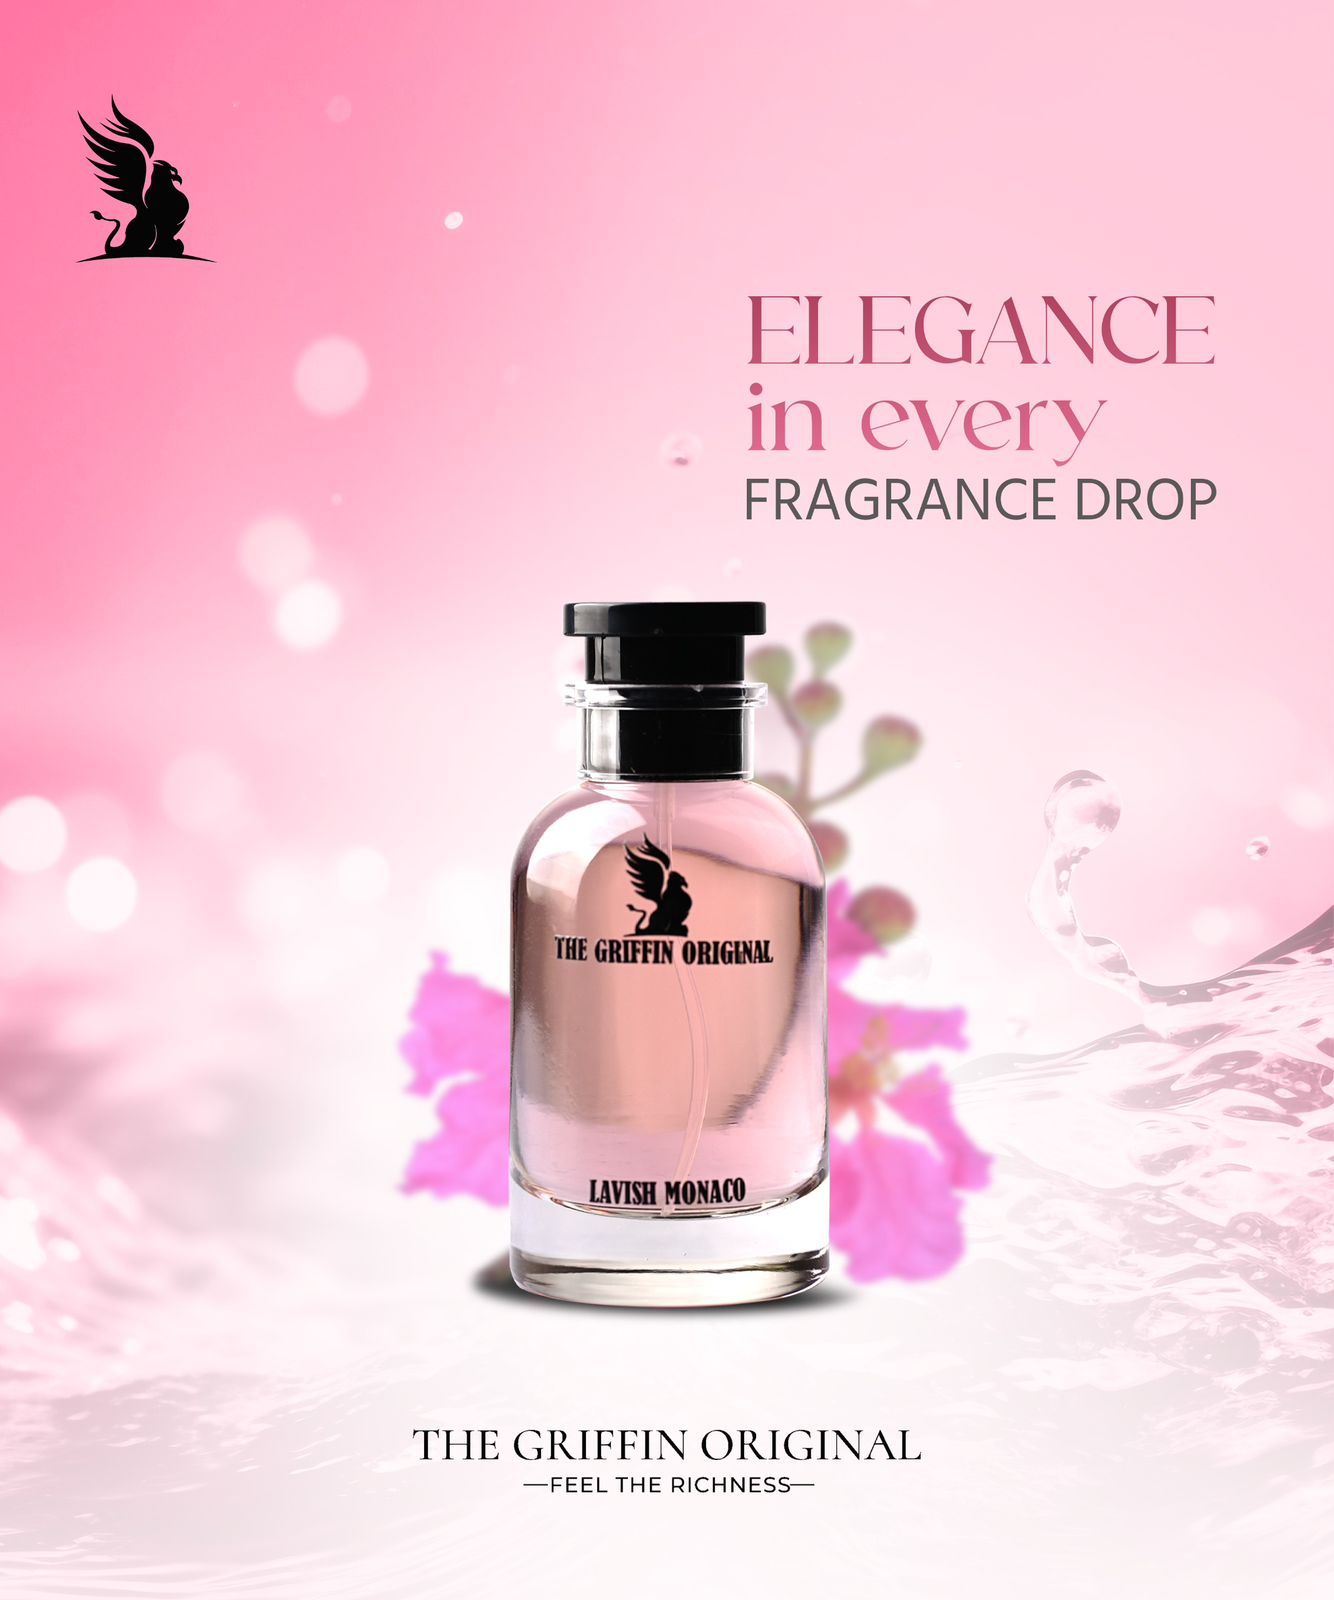 ELEGANCE
in every
FRAGRANCE DROP
THE GRIFFIN ORIGINAL
LAVISH MONACO
THE GRIFFIN ORIGINAL
—FEEL THE RICHNESS—